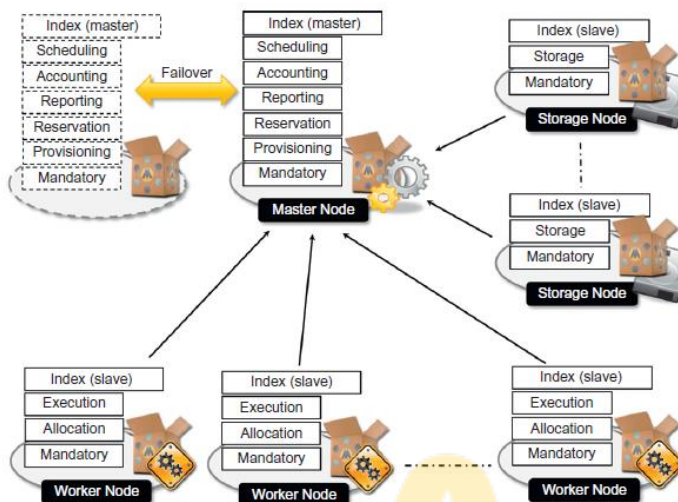 Index (master)
Scheduling
Accounting
Reporting
Reservation
Provisioning
Mandatory
Failover
Index (master)
Scheduling
Accounting
Reporting
Reservation
Provisioning
Mandatory
Master Node
Index (slave)
Storage
Mandatory
Storage Node
Index (slave)
Storage
Mandatory
Storage Node
Index (slave)
Execution
Allocation
Mandatory
Worker Node
Index (slave)
Execution
Allocation
Mandatory
Worker Node
Index (slave)
Execution
Allocation
Mandatory
Worker Node